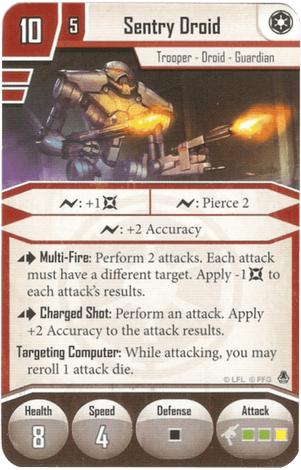 10 5 Sentry Droid
Trooper - Droid - Guardian
: +1
: Pierce 2
: +2 Accuracy
Multi-Fire: Perform 2 attacks. Each attack
must have a different target. Apply -1 to
each attack's results.
Charged Shot: Perform an attack. Apply
+2 Accuracy to the attack results.
Targeting Computer: While attacking, you may
reroll 1 attack die.
© LFL © FFG
Health Speed Defense Attack
8 4